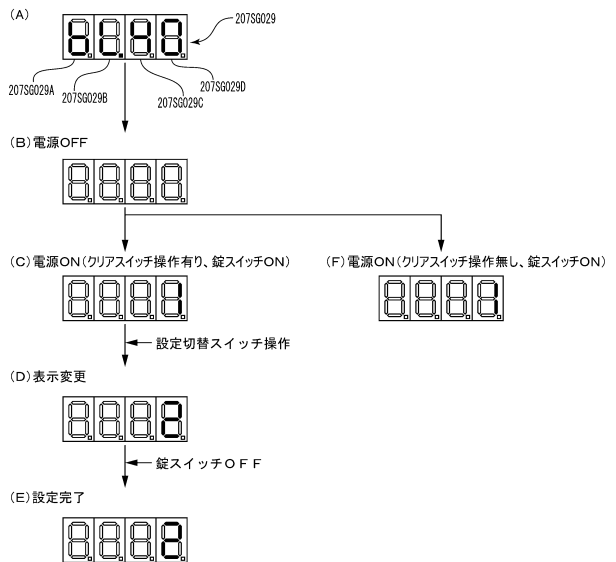 (A)
207SG029
207SG029A
207SG029B
207SG029C
207SG029D
(B)電源OFF
(C)電源ON(クリアスイッチ操作有り、錠スイッチON)
(F)電源ON(クリアスイッチ操作無し、錠スイッチON)
1
1
設定切替スイッチ操作
(D)表示変更
2
錠スイッチOFF
(E)設定完了
2